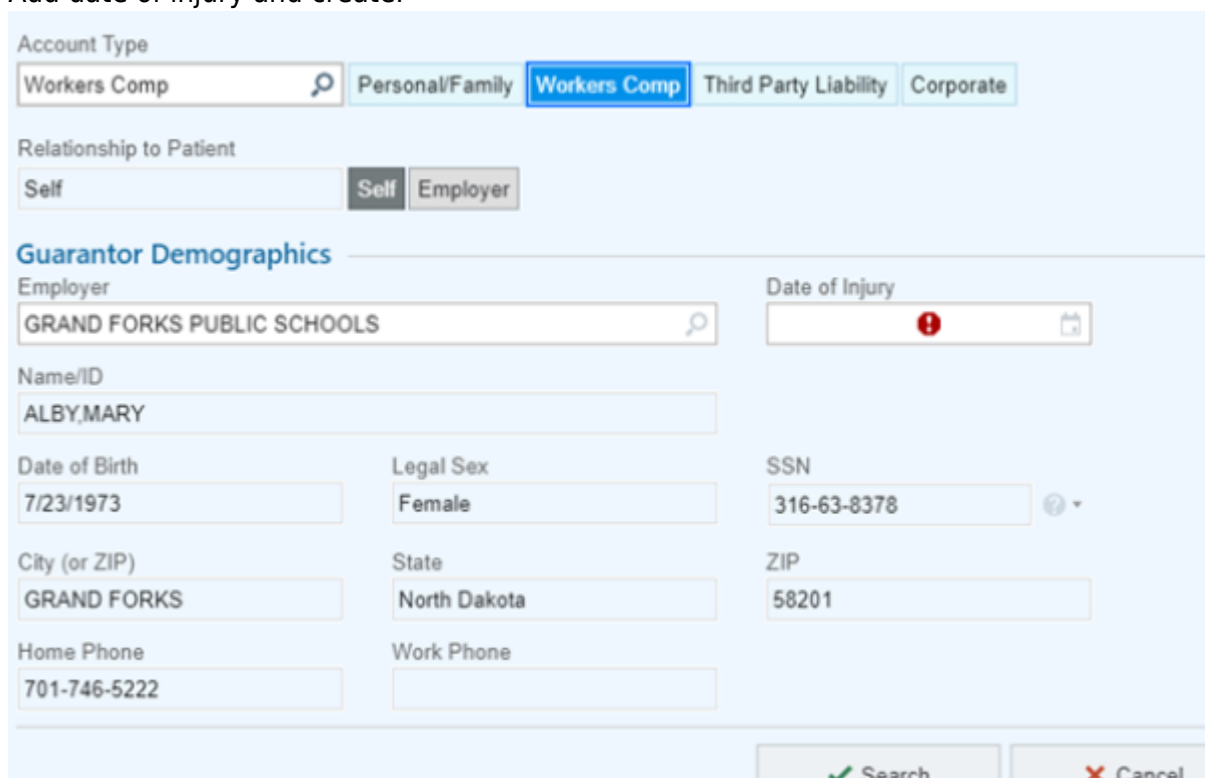 Add date of injury and create.
Account Type
Workers Comp Personal/Family Workers Comp Third Party Liability Corporate
Relationship to Patient
Self Self Employer
Guarantor Demographics
Employer Date of Injury
GRAND FORKS PUBLIC SCHOOLS
Name/ID
ALBY,MARY
Date of Birth Legal Sex SSN
7/23/1973 Female 316-63-8378
City (or ZIP) State ZIP
GRAND FORKS North Dakota 58201
Home Phone Work Phone
701-746-5222
Search Cancel